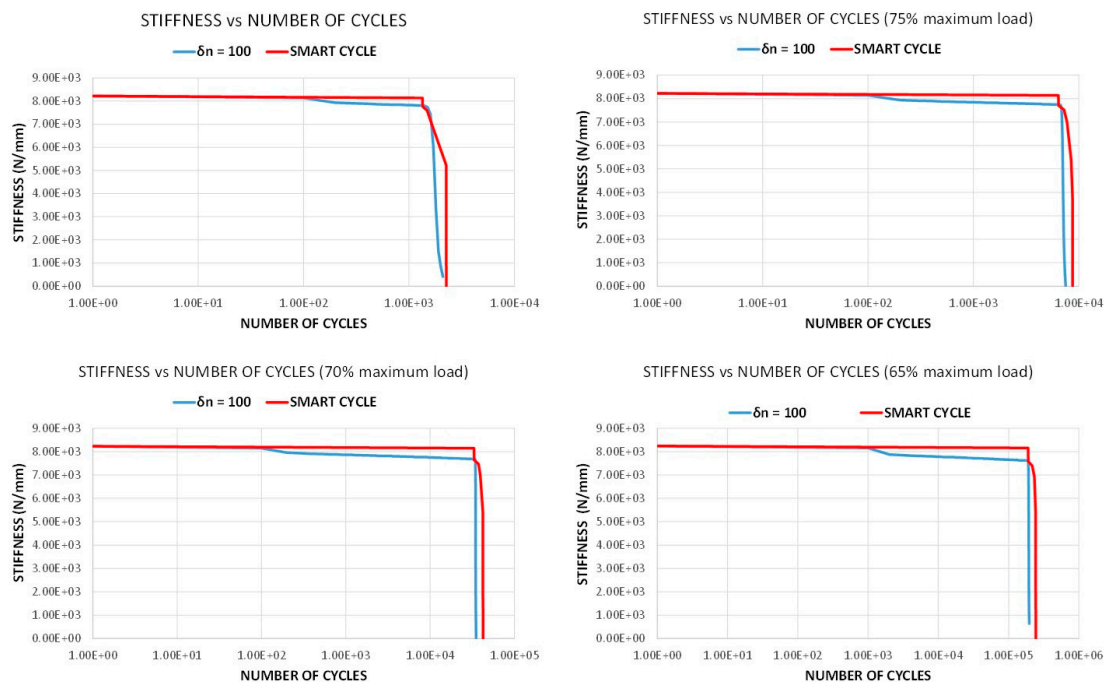 STIFFNESS vs NUMBER OF CYCLES
δn = 100 SMART CYCLE
9.00E+03
8.00E+03
7.00E+03
6.00E+03
5.00E+03
4.00E+03
3.00E+03
2.00E+03
1.00E+03
0.00E+00
STIFFNESS (N/mm)
1.00E+00 1.00E+01 1.00E+02 1.00E+03 1.00E+04
NUMBER OF CYCLES
STIFFNESS vs NUMBER OF CYCLES (75% maximum load)
δn = 100 SMART CYCLE
9.00E+03
8.00E+03
7.00E+03
6.00E+03
5.00E+03
4.00E+03
3.00E+03
2.00E+03
1.00E+03
0.00E+00
STIFFNESS (N/mm)
1.00E+00 1.00E+01 1.00E+02 1.00E+03 1.00E+04
NUMBER OF CYCLES
STIFFNESS vs NUMBER OF CYCLES (70% maximum load)
δn = 100 SMART CYCLE
9.00E+03
8.00E+03
7.00E+03
6.00E+03
5.00E+03
4.00E+03
3.00E+03
2.00E+03
1.00E+03
0.00E+00
STIFFNESS (N/mm)
1.00E+00 1.00E+01 1.00E+02 1.00E+03 1.00E+04 1.00E+05
NUMBER OF CYCLES
STIFFNESS vs NUMBER OF CYCLES (65% maximum load)
δn = 100 SMART CYCLE
9.00E+03
8.00E+03
7.00E+03
6.00E+03
5.00E+03
4.00E+03
3.00E+03
2.00E+03
1.00E+03
0.00E+00
STIFFNESS (N/mm)
1.00E+00 1.00E+01 1.00E+02 1.00E+03 1.00E+04 1.00E+05 1.00E+06
NUMBER OF CYCLES